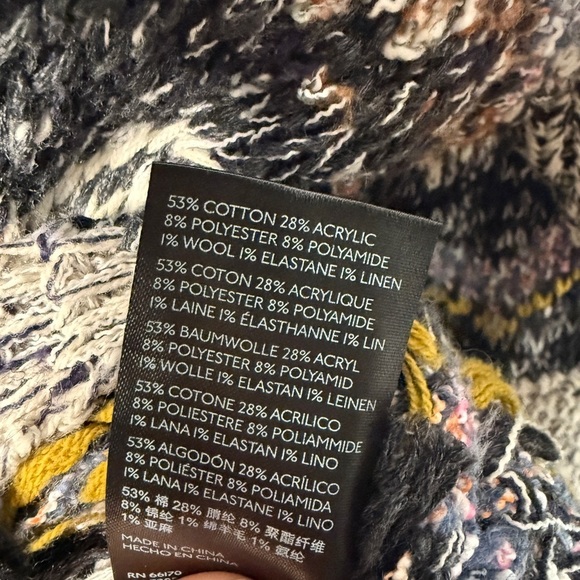 53% COTTON 28% ACRYLIC
8% POLYESTER 8% POLYAMIDE
1% WOOL 1% ELASTANE 1% LINEN
53% COTON 28% ACRYLIQUE
8% POLYESTER 8% POLYAMIDE
1% LAINE 1% ÉLASTHANNE 1% LIN
53% BAUMWOLLE 28% ACRYL
8% POLYESTER 8% POLYAMID
1% WOLLE 1% ELASTAN 1% LEINEN
53% COTONE 28% ACRILICO
8% POLIESTERE 8% POLIAMMIDE
1% LANA 1% ELASTAN 1% LINO
53% ALGODÓN 28% ACRÍLICO
8% POLIÉSTER 8% POLIAMIDA
1% LANA 1% ELASTANE 1% LINO
53% 棉 28% 腈纶 8% 聚酯纤维
8% 锦纶 1% 绵羊毛 1% 氨纶
1% 亚麻
MADE IN CHINA
HECHO EN CHINA
RN 66170